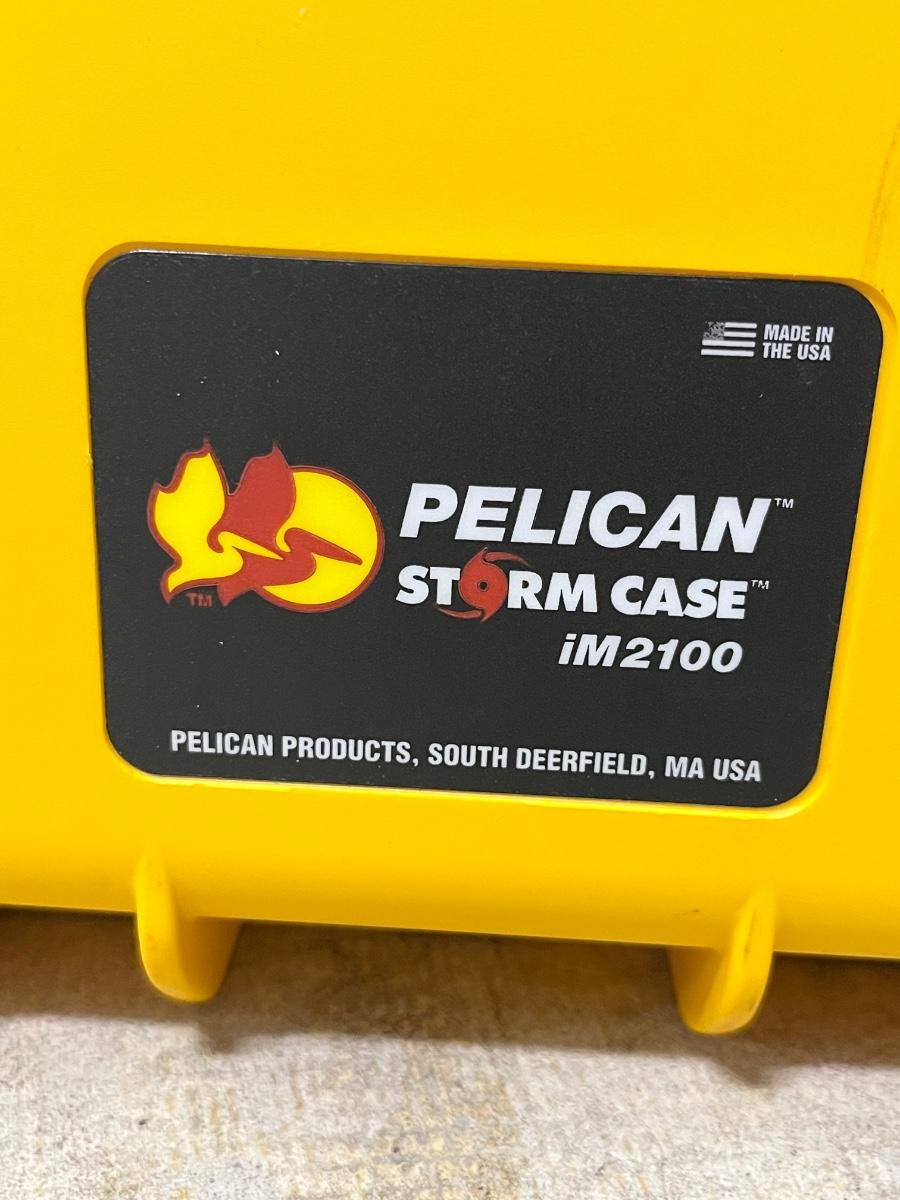 MADE IN
THE USA
PELICAN™
STORM CASE™
iM2100
TM
PELICAN PRODUCTS, SOUTH DEERFIELD, MA USA